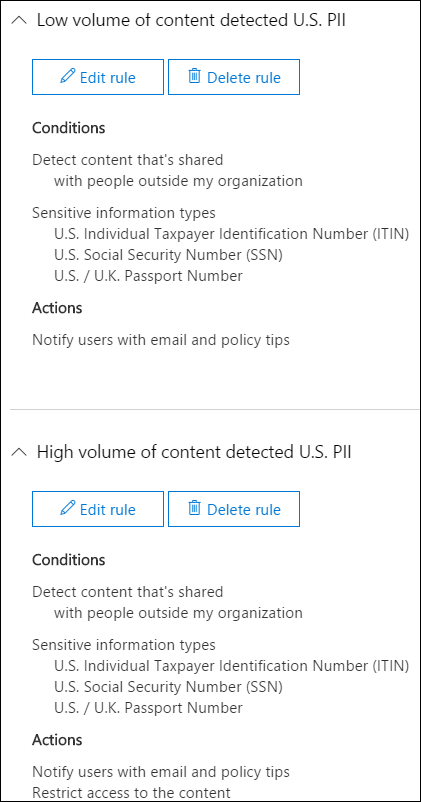 Low volume of content detected U.S. PII
Edit rule
Delete rule
Conditions
Detect content that's shared
with people outside my organization
Sensitive information types
U.S. Individual Taxpayer Identification Number (ITIN)
U.S. Social Security Number (SSN)
U.S. / U.K. Passport Number
Actions
Notify users with email and policy tips
High volume of content detected U.S. PII
Edit rule
Delete rule
Conditions
Detect content that's shared
with people outside my organization
Sensitive information types
U.S. Individual Taxpayer Identification Number (ITIN)
U.S. Social Security Number (SSN)
U.S. / U.K. Passport Number
Actions
Notify users with email and policy tips
Restrict access to the content